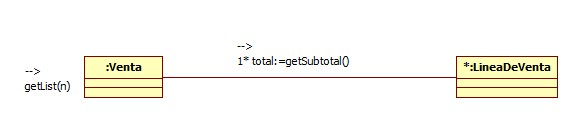 -->
1* total:=getSubtotal()
-->
getList(n)
:Venta
*:LineaDeVenta